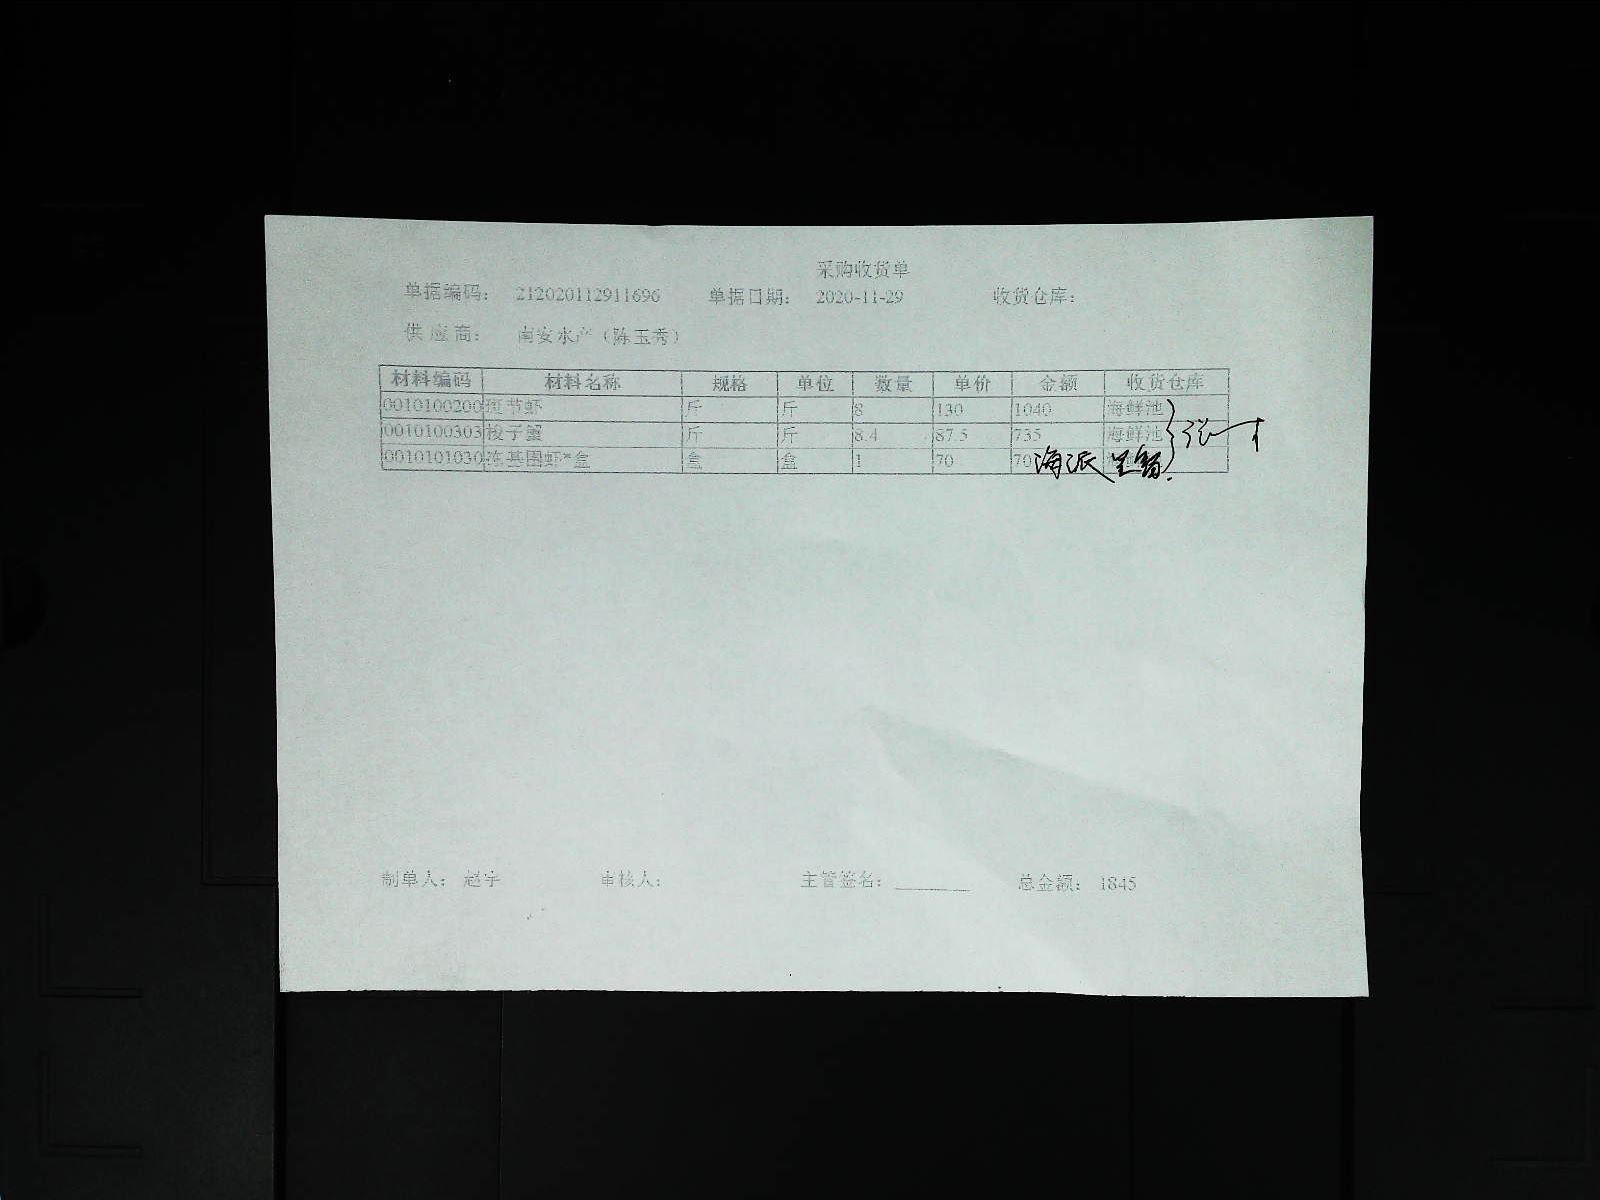 采购收货单
单据编码: 212020112911696 单据日期: 2020-11-29 收货仓库:
供应商: 南安水产（陈玉秀）
材料编码 材料名称 规格 单位 数量 单价 金额 收货仓库
0010100200 斑节虾 斤 斤 8 130 1040 海鲜池
0010100303 梭子蟹 斤 斤 8.4 87.5 735 海鲜池
0010101030 冻基围虾*盒 盒 盒 1 70 70 海派
制单人: 赵宇 审核人: 主管签名: 总金额: 1845